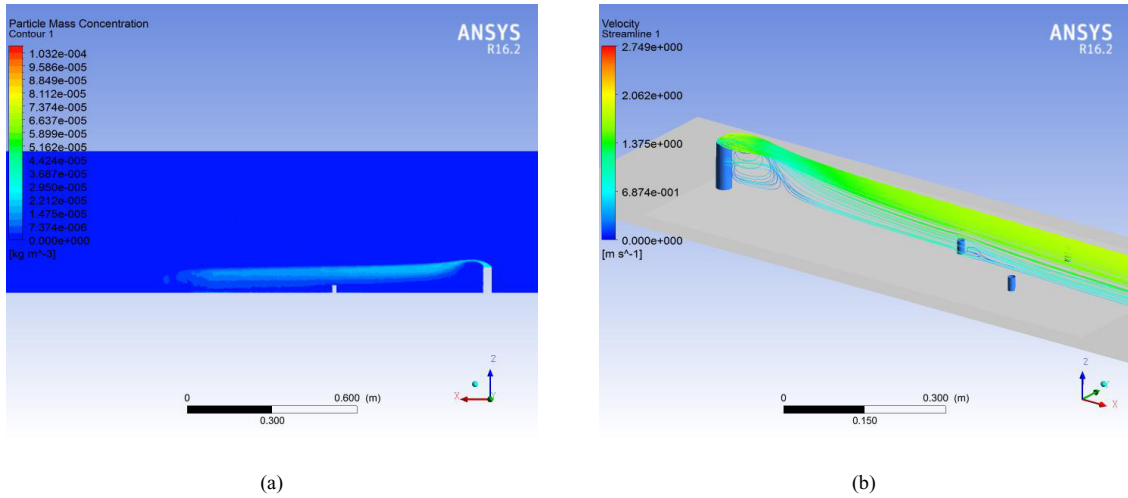 Particle Mass Concentration
Contour 1
ANSYS
R16.2
1.032e-004
9.586e-005
8.849e-005
8.112e-005
7.374e-005
6.637e-005
5.899e-005
5.162e-005
4.424e-005
3.687e-005
2.950e-005
2.212e-005
1.475e-005
7.374e-006
0.000e+000
[kg m^-3]
Z
X
Y
0 0.600 (m)
0.300
(a)
Velocity
Streamline 1
ANSYS
R16.2
2.749e+000
2.062e+000
1.375e+000
6.874e-001
0.000e+000
[m s^-1]
Z
Y
X
0 0.300 (m)
0.150
(b)